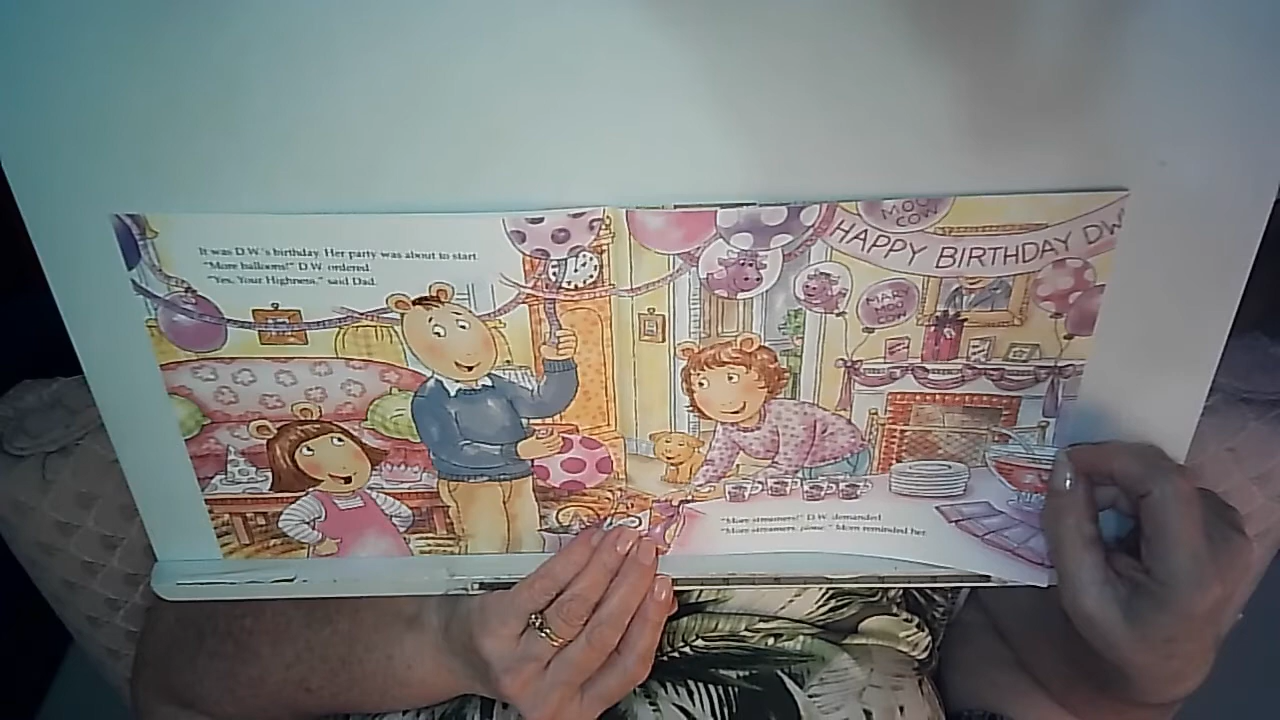 It was D.W.'s birthday. Her party was about to start.
"More balloons!" D.W. ordered.
"Yes, Your Highness," said Dad.
MOO
COW
HAPPY BIRTHDAY DW
MARY
MOO
COW
"More streamers!" D.W. demanded.
"More streamers, please," Mom reminded her.